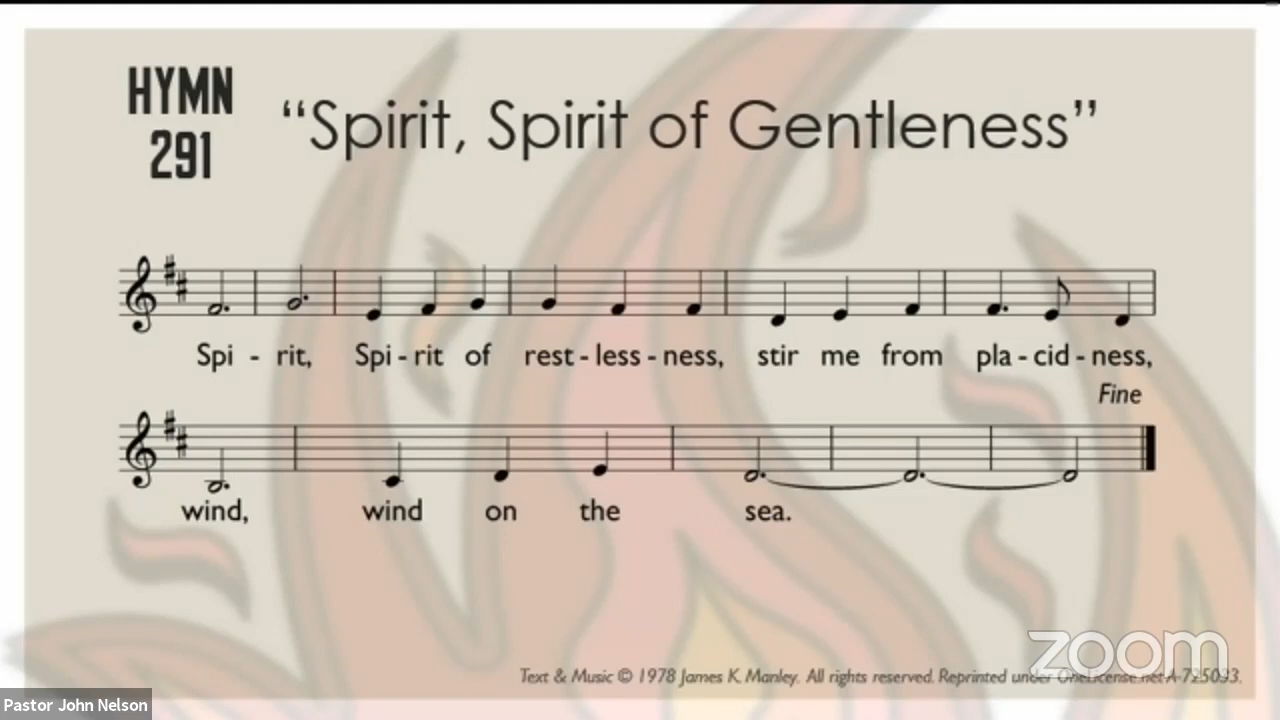 HYMN
291
“Spirit, Spirit of Gentleness”
Spi - rit, Spi - rit of rest - less - ness, stir me from pla - cid - ness,
Fine
wind, wind on the sea.
Text & Music © 1978 James K. Manley. All rights reserved. Reprinted under OneLicense.net A-725093.
zoom
Pastor John Nelson